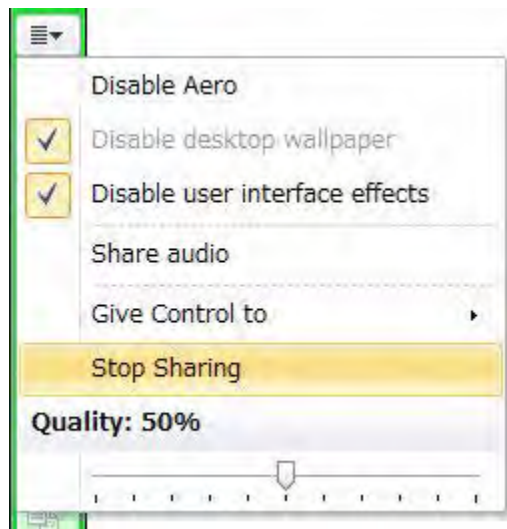 Disable Aero
Disable desktop wallpaper
Disable user interface effects
Share audio
Give Control to
Stop Sharing
Quality: 50%